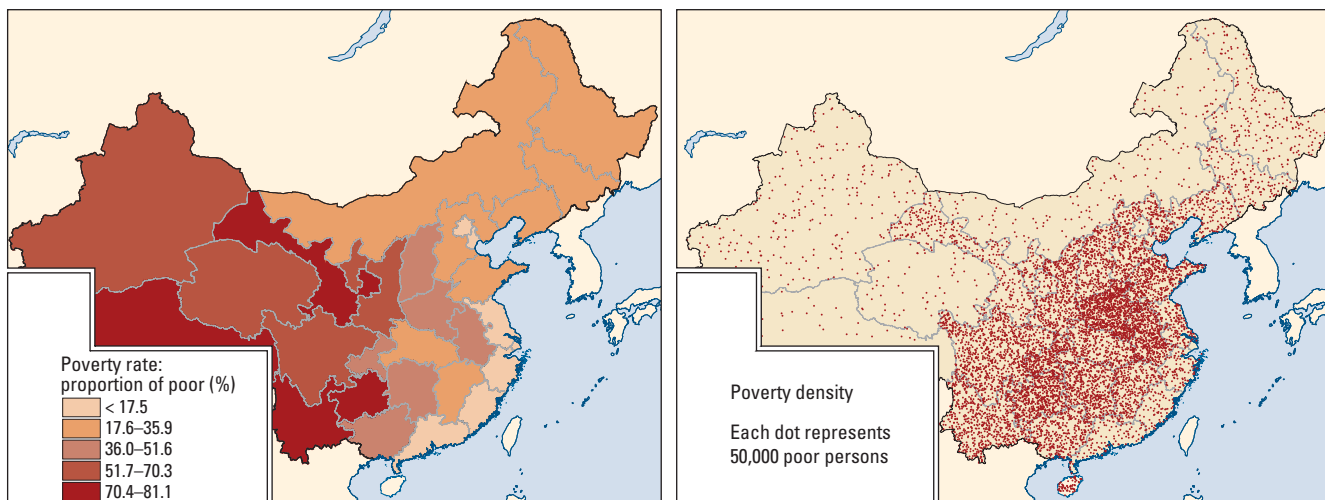 Poverty rate:
proportion of poor (%)
< 17.5
17.6–35.9
36.0–51.6
51.7–70.3
70.4–81.1
Poverty density
Each dot represents
50,000 poor persons